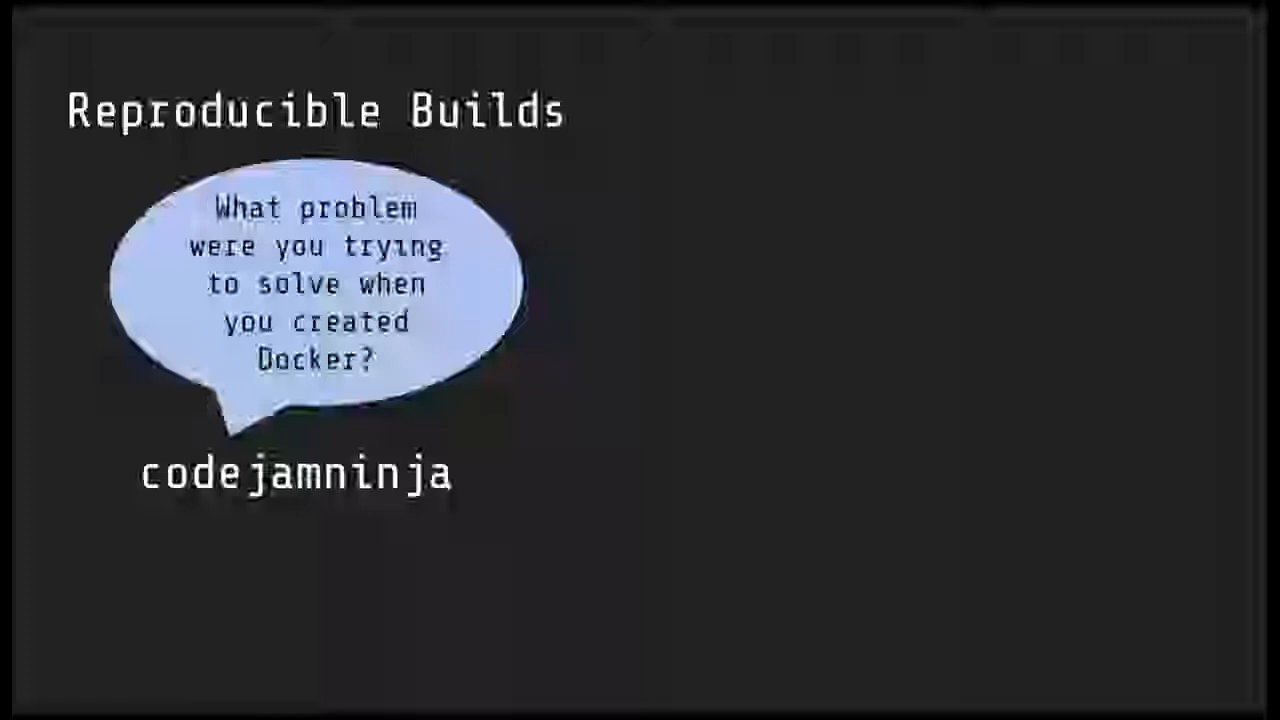 Reproducible Builds
What problem
were you trying
to solve when
you created
Docker?
codejamninja